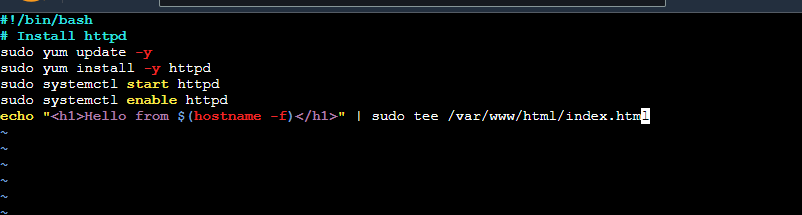 #!/bin/bash
# Install httpd
sudo yum update -y
sudo yum install -y httpd
sudo systemctl start httpd
sudo systemctl enable httpd
echo "<h1>Hello from $(hostname -f)</h1>" | sudo tee /var/www/html/index.html
~
~
~
~
~
~